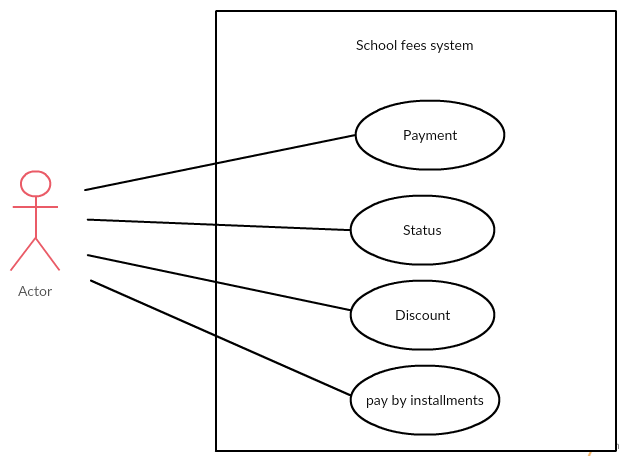 School fees system
Payment
Status
Actor
Discount
pay by installments